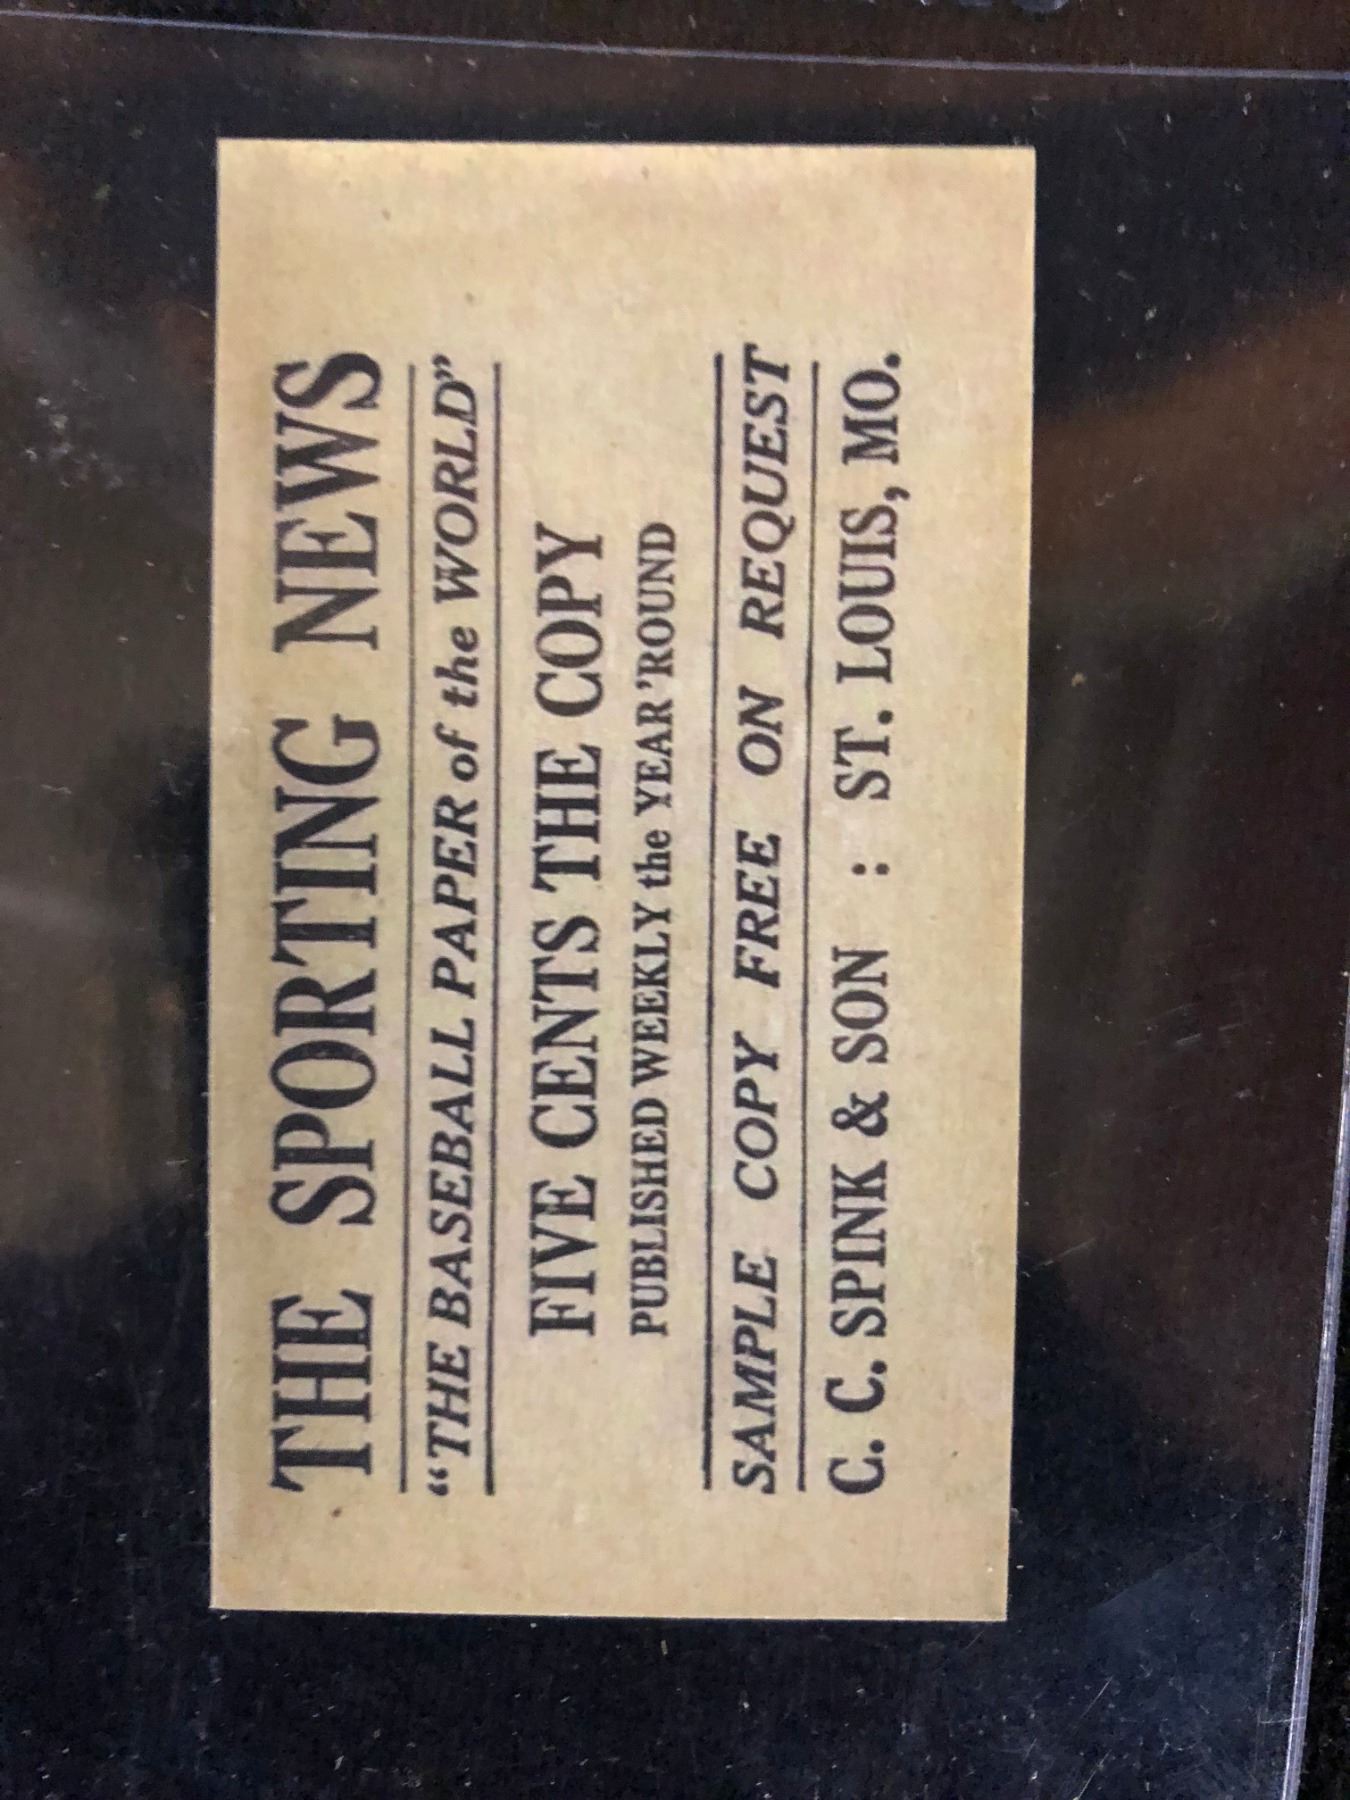 THE SPORTING NEWS
“THE BASEBALL PAPER of the WORLD”
FIVE CENTS THE COPY
PUBLISHED WEEKLY the YEAR’ROUND
SAMPLE COPY FREE ON REQUEST
C. C. SPINK & SON : ST. LOUIS, MO.